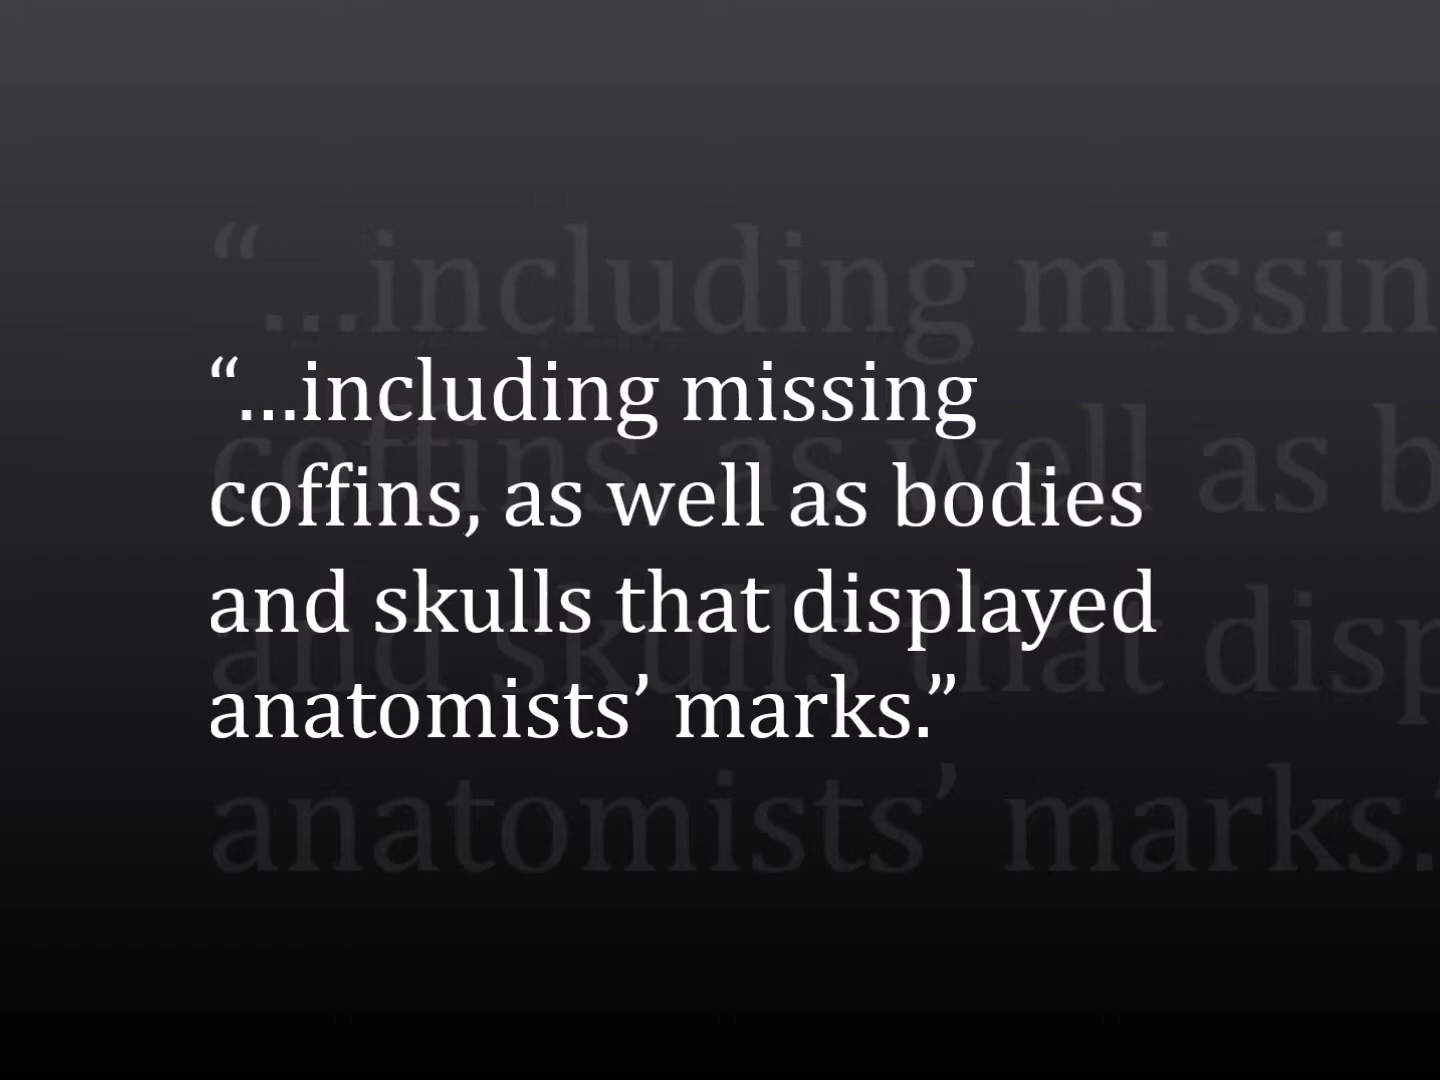 “…including missing
coffins, as well as bodies
and skulls that displayed
anatomists’ marks.”